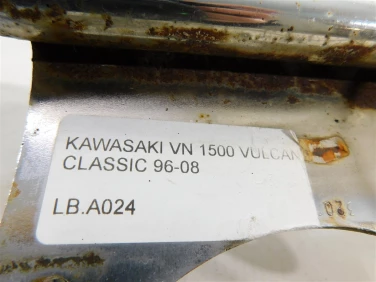 KAWASAKI VN 1500 VULCAN
CLASSIC 96-08
LB.A024